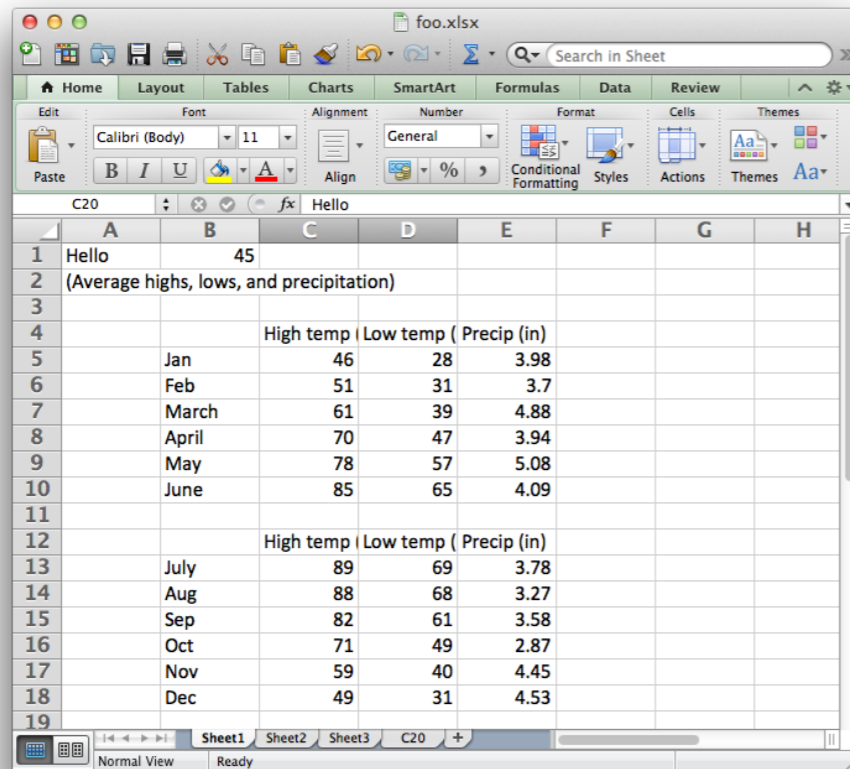 foo.xlsx
Search in Sheet
Home Layout Tables Charts SmartArt Formulas Data Review
Edit Font Alignment Number Format Cells Themes
Calibri (Body) 11 General
B I U A % Aa Aa
Paste Align Conditional Formatting Styles Actions Themes
C20 fx Hello
A B C D E F G H
1 Hello 45
2 (Average highs, lows, and precipitation)
3
4 High temp ( Low temp ( Precip (in)
5 Jan 46 28 3.98
6 Feb 51 31 3.7
7 March 61 39 4.88
8 April 70 47 3.94
9 May 78 57 5.08
10 June 85 65 4.09
11
12 High temp ( Low temp ( Precip (in)
13 July 89 69 3.78
14 Aug 88 68 3.27
15 Sep 82 61 3.58
16 Oct 71 49 2.87
17 Nov 59 40 4.45
18 Dec 49 31 4.53
19
Sheet1 Sheet2 Sheet3 C20 +
Normal View Ready